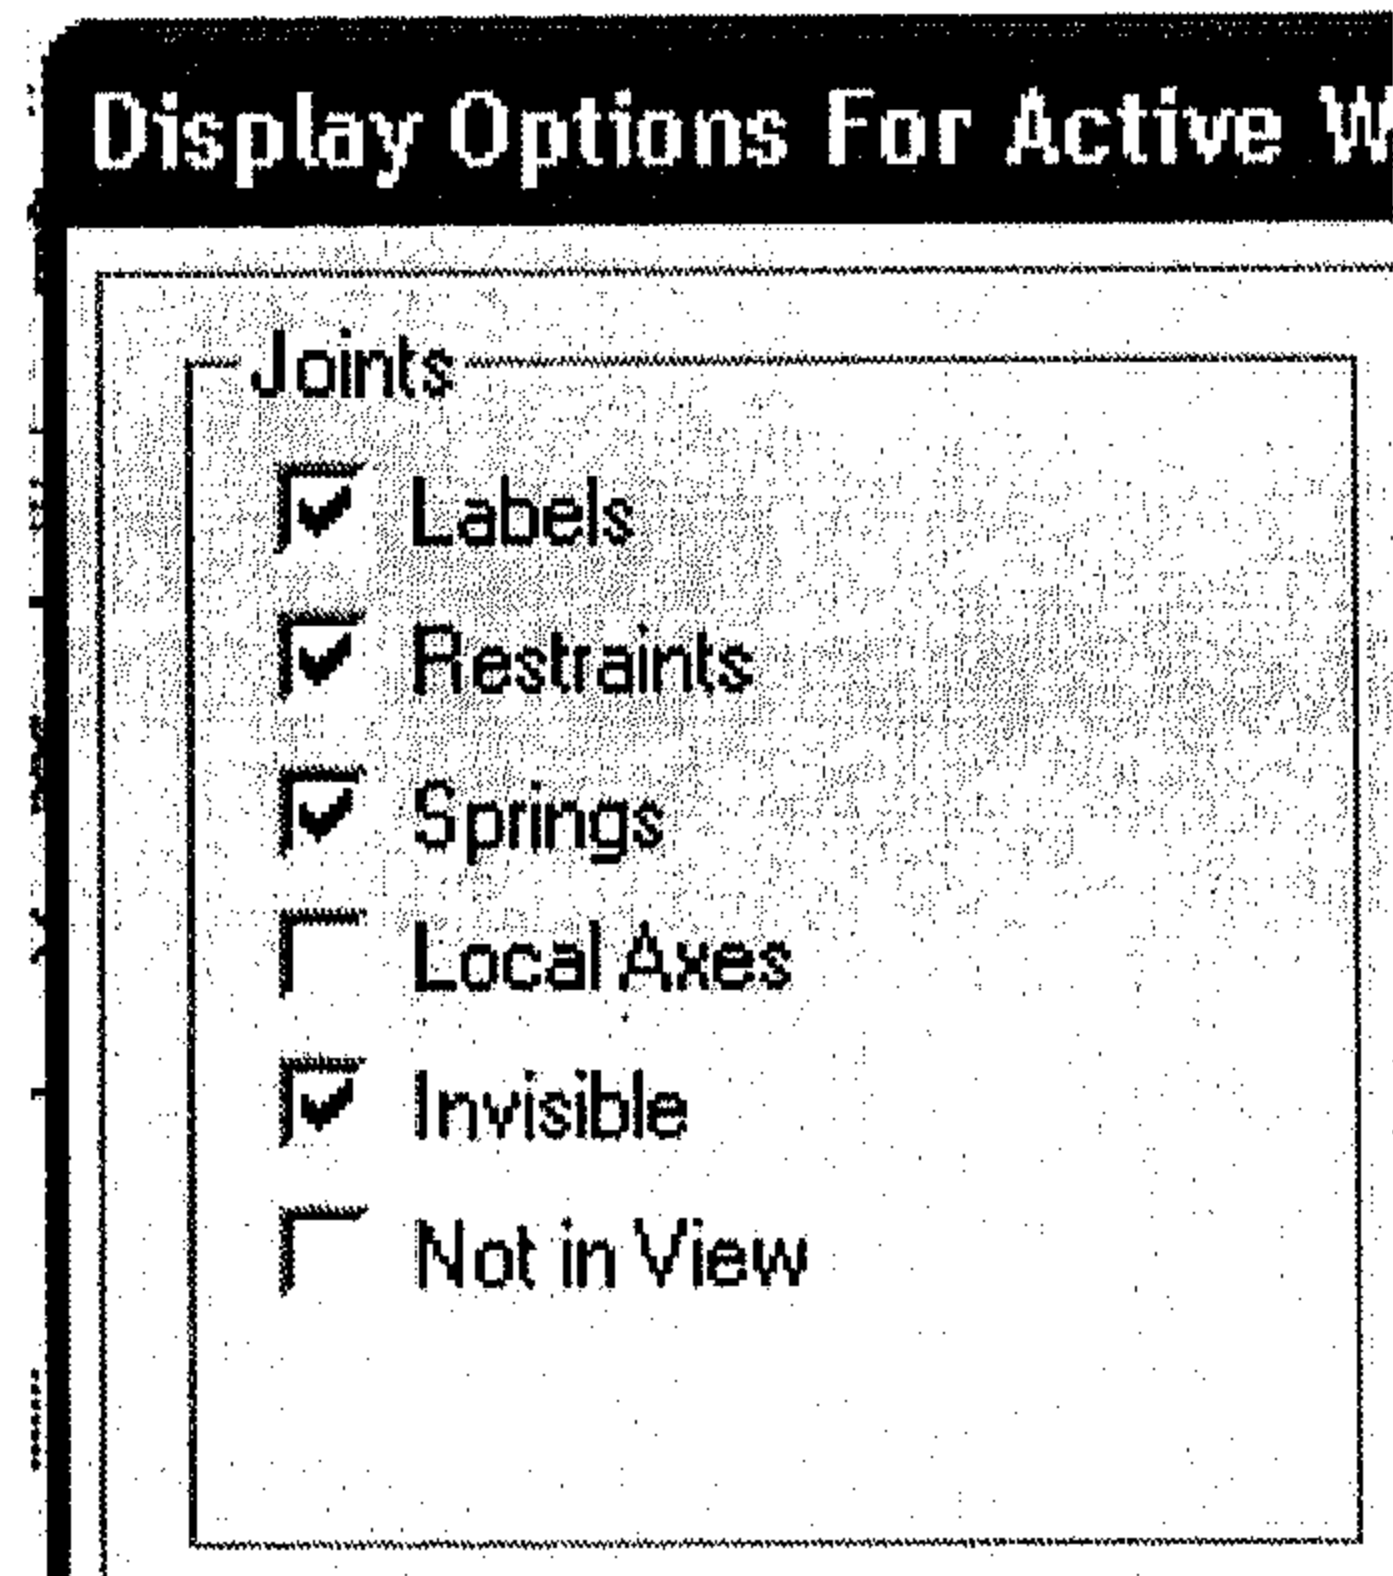 Display Options For Active W
Joints
Labels
Restraints
Springs
Local Axes
Invisible
Not in View